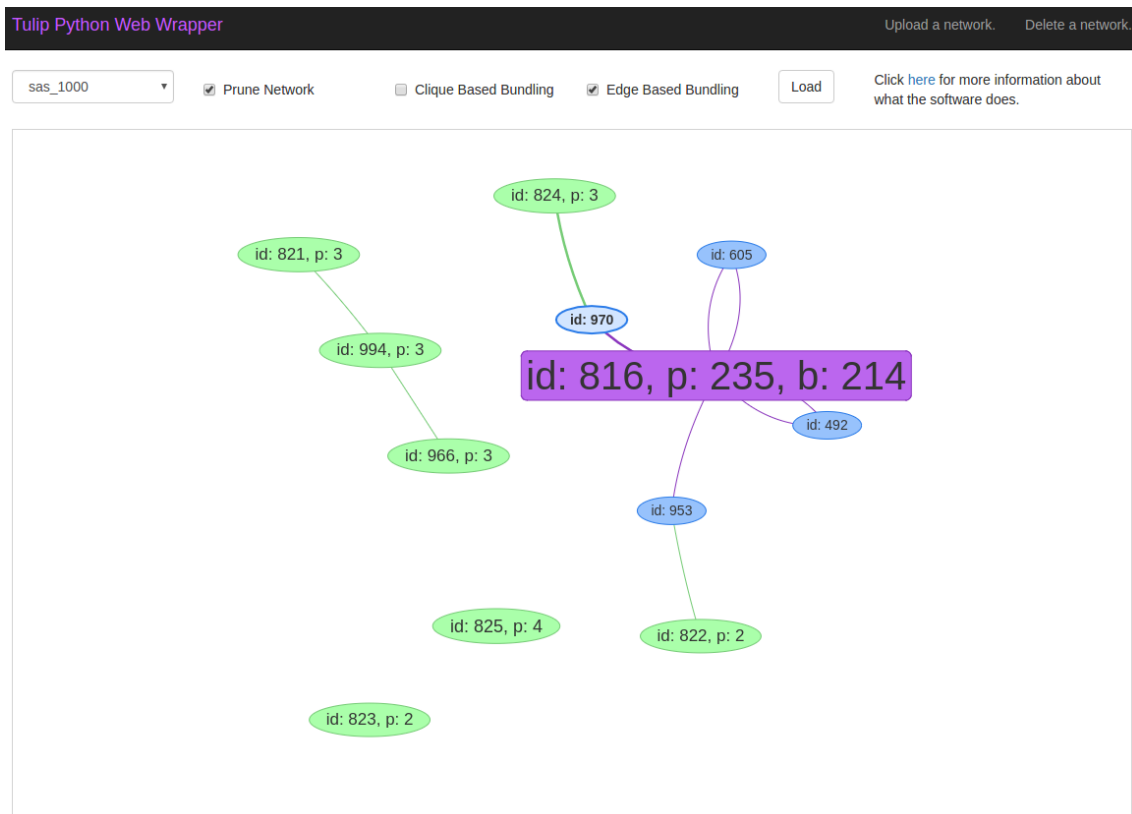 Tulip Python Web Wrapper
Upload a network.
Delete a network.
sas_1000
Prune Network
Clique Based Bundling
Edge Based Bundling
Load
Click here for more information about
what the software does.
id: 824, p: 3
id: 821, p: 3
id: 605
id: 970
id: 994, p: 3
id: 816, p: 235, b: 214
id: 492
id: 966, p: 3
id: 953
id: 825, p: 4
id: 822, p: 2
id: 823, p: 2